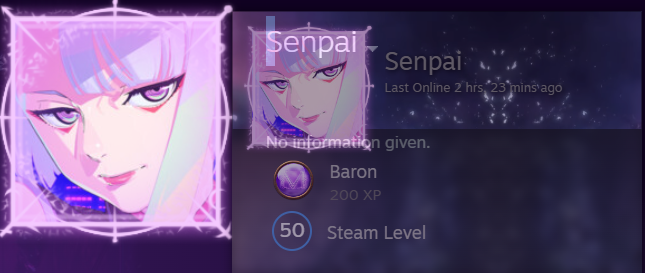 Senpai
Senpai
Last Online 2 hrs, 23 mins ago
No information given.
Baron
200 XP
50
Steam Level